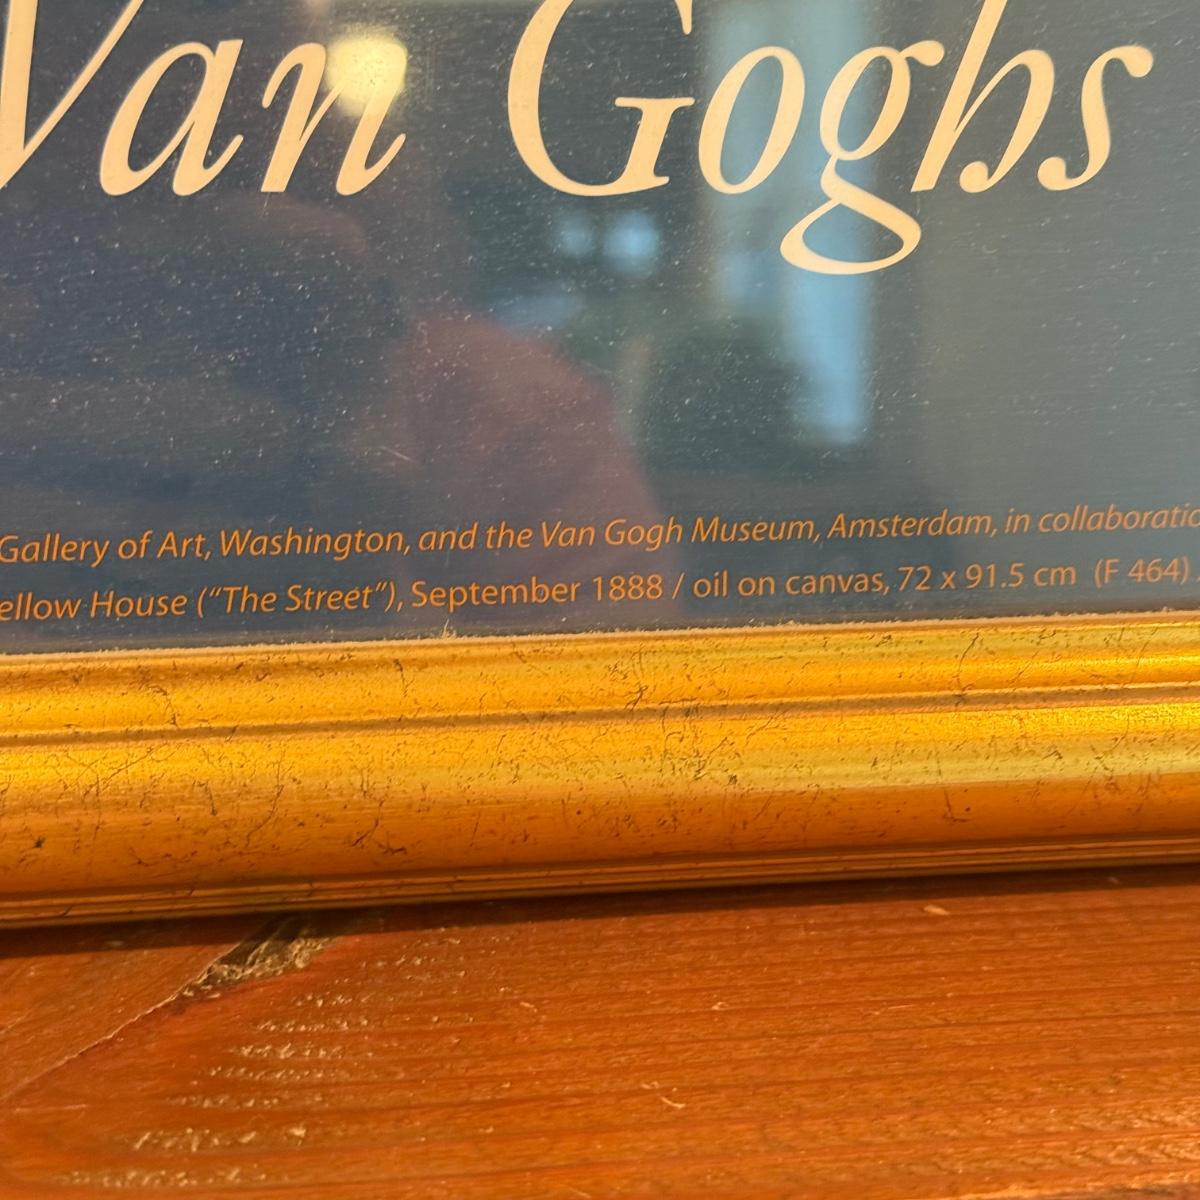 Van Goghs
Gallery of Art, Washington, and the Van Gogh Museum, Amsterdam, in collaboratio
ellow House ("The Street"), September 1888 / oil on canvas, 72 x 91.5 cm (F 464)